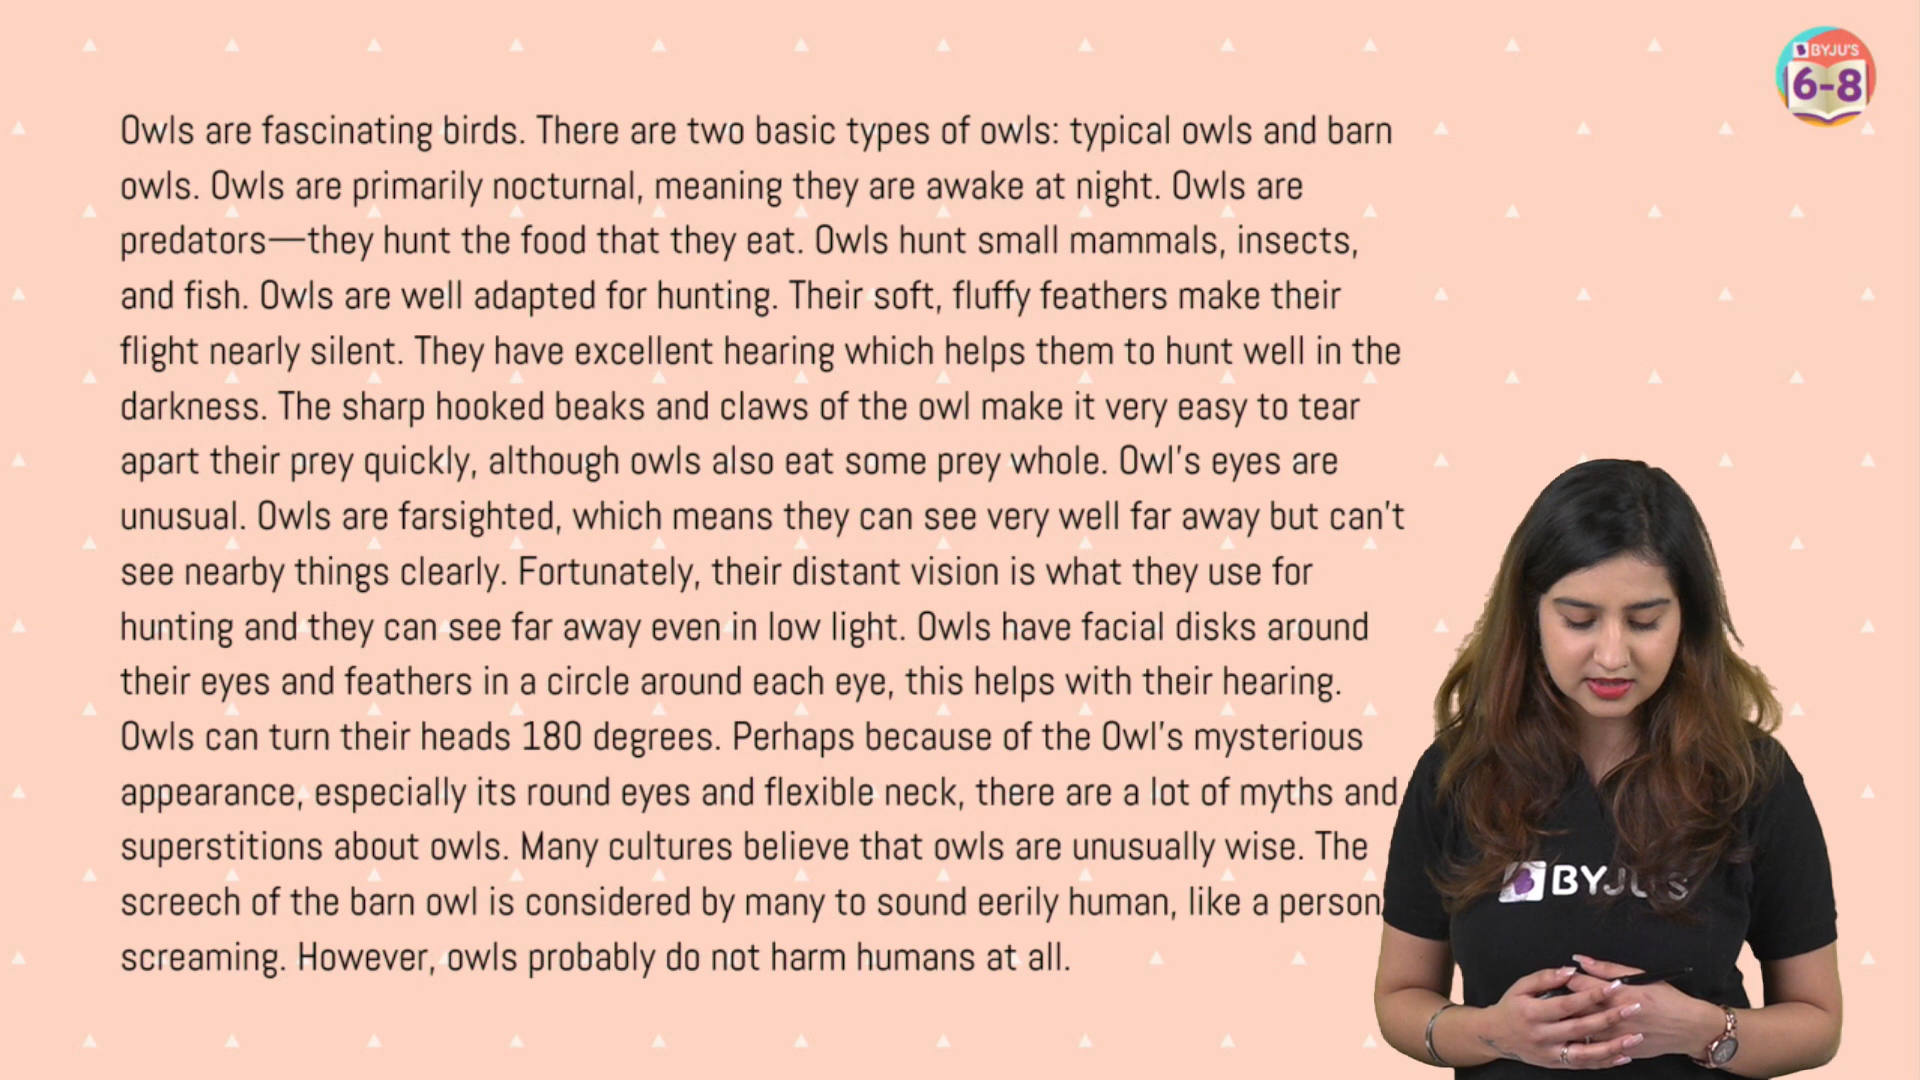 BYJU'S
6-8
Owls are fascinating birds. There are two basic types of owls: typical owls and barn
owls. Owls are primarily nocturnal, meaning they are awake at night. Owls are
predators—they hunt the food that they eat. Owls hunt small mammals, insects,
and fish. Owls are well adapted for hunting. Their soft, fluffy feathers make their
flight nearly silent. They have excellent hearing which helps them to hunt well in the
darkness. The sharp hooked beaks and claws of the owl make it very easy to tear
apart their prey quickly, although owls also eat some prey whole. Owl's eyes are
unusual. Owls are farsighted, which means they can see very well far away but can't
see nearby things clearly. Fortunately, their distant vision is what they use for
hunting and they can see far away even in low light. Owls have facial disks around
their eyes and feathers in a circle around each eye, this helps with their hearing.
Owls can turn their heads 180 degrees. Perhaps because of the Owl's mysterious
appearance, especially its round eyes and flexible neck, there are a lot of myths and
superstitions about owls. Many cultures believe that owls are unusually wise. The
screech of the barn owl is considered by many to sound eerily human, like a person
screaming. However, owls probably do not harm humans at all.
BYJU'S